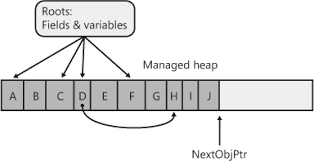 Roots:
Fields & variables
Managed heap
A B C D E F G H I J
NextObjPtr